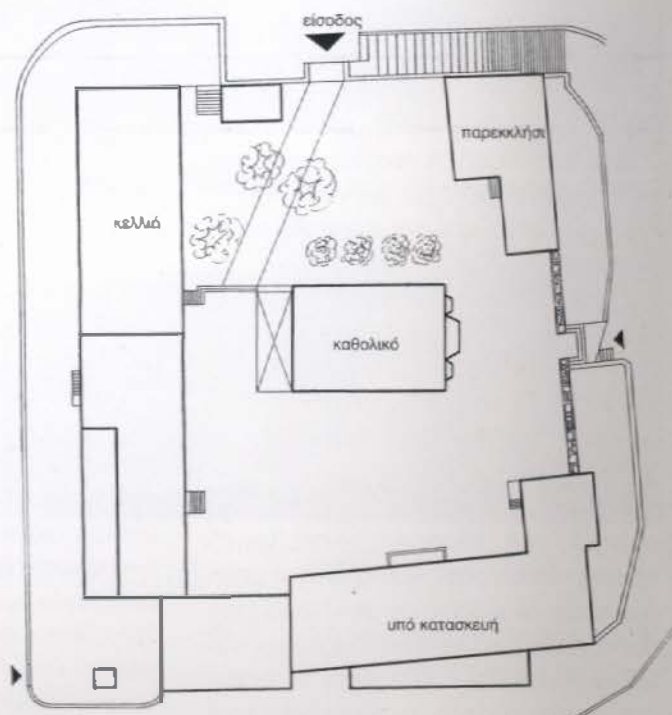 είσοδος
παρεκκλήσι
κελλιά
καθολικό
υπό κατασκευή